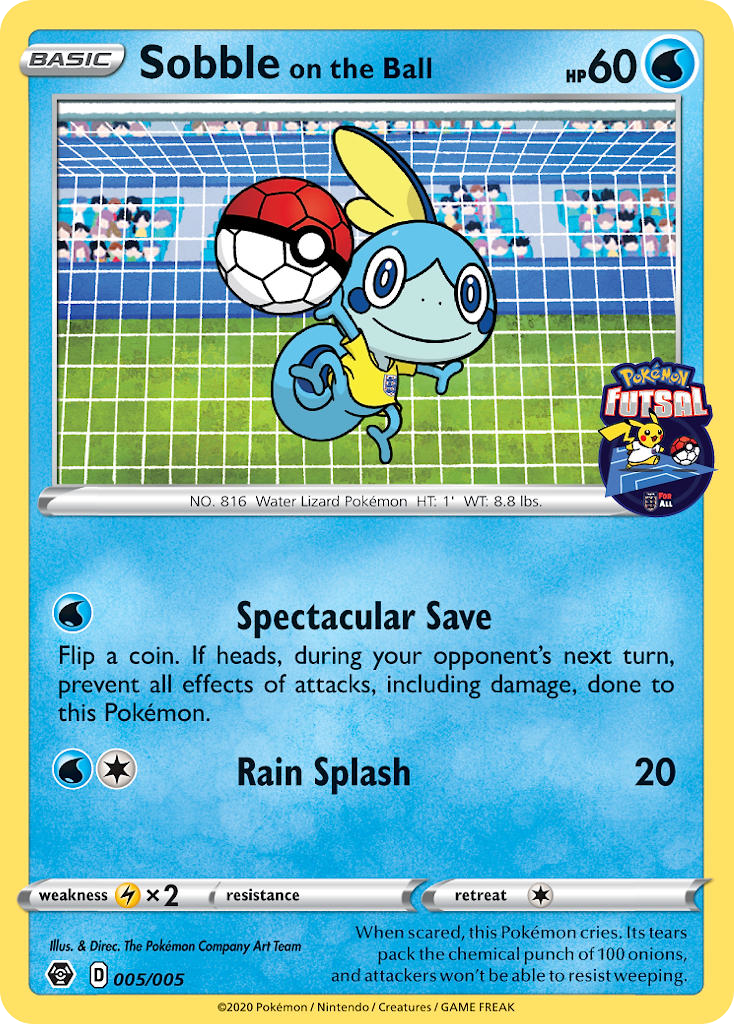 BASIC
Sobble on the Ball
HP60
Pokémon
FUTSAL
FOR
ALL
NO. 816 Water Lizard Pokémon HT: 1' WT: 8.8 lbs.
Spectacular Save
Flip a coin. If heads, during your opponent's next turn,
prevent all effects of attacks, including damage, done to
this Pokémon.
Rain Splash 20
weakness ×2 resistance retreat
Illus. & Direc. The Pokémon Company Art Team
When scared, this Pokémon cries. Its tears
pack the chemical punch of 100 onions,
and attackers won't be able to resist weeping.
D 005/005
©2020 Pokémon / Nintendo / Creatures / GAME FREAK